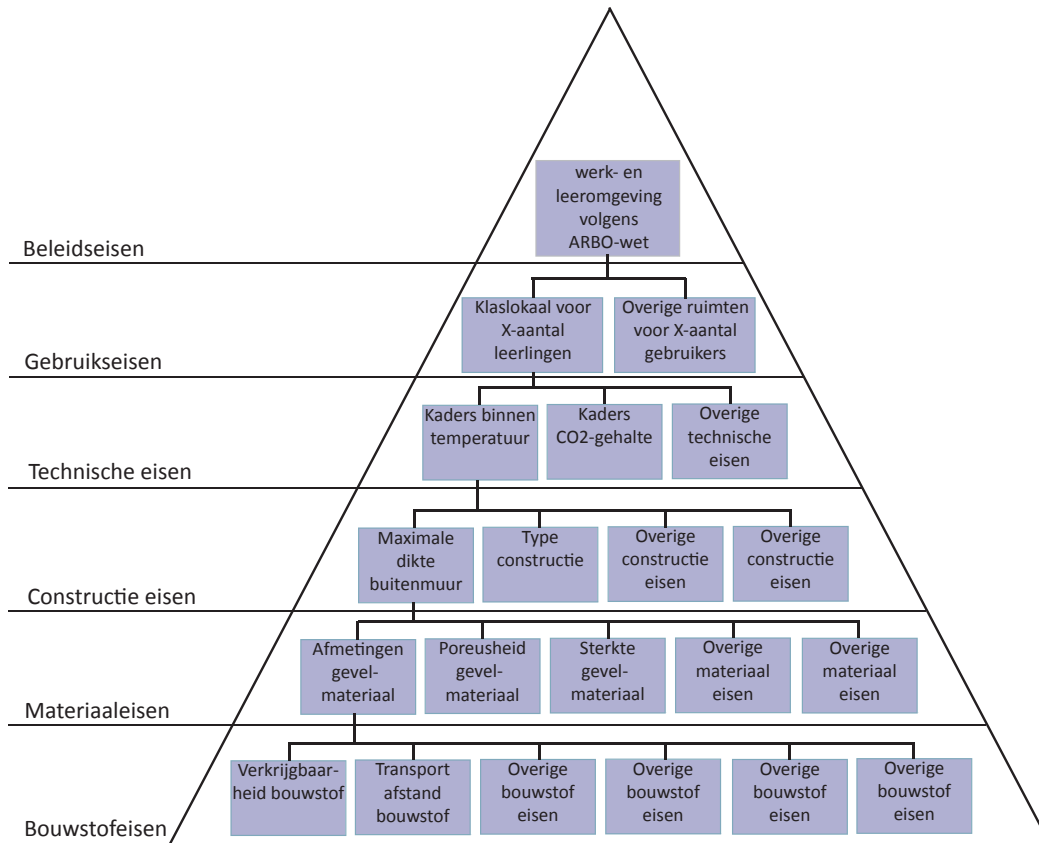 werk- en
leeromgeving
volgens
ARBO-wet
Beleidseisen
Klaslokaal voor
X-aantal
leerlingen
Overige ruimten
voor X-aantal
gebruikers
Gebruikseisen
Kaders binnen
temperatuur
Kaders
CO2-gehalte
Overige
technische
eisen
Technische eisen
Maximale
dikte
buitenmuur
Type
constructie
Overige
constructie
eisen
Overige
constructie
eisen
Constructie eisen
Afmetingen
gevel-
materiaal
Poreusheid
gevel-
materiaal
Sterkte
gevel-
materiaal
Overige
materiaal
eisen
Overige
materiaal
eisen
Materiaaleisen
Verkrijgbaar-
heid bouwstof
Transport
afstand
bouwstof
Overige
bouwstof
eisen
Overige
bouwstof
eisen
Overige
bouwstof
eisen
Overige
bouwstof
eisen
Bouwstofeisen